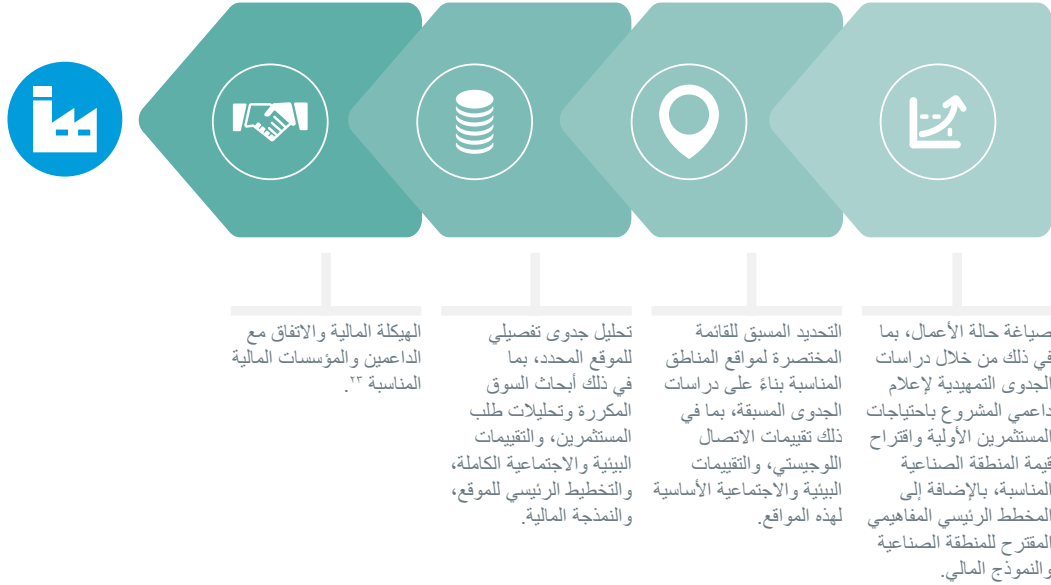 صياغة حالة الأعمال، بما
في ذلك من خلال دراسات
الجدوى التمهيدية لإعلام
داعمي المشروع باحتياجات
المستثمرين الأولية واقتراح
قيمة المنطقة الصناعية
المناسبة، بالإضافة إلى
المخطط الرئيسي المفاهيمي
المقترح للمنطقة الصناعية
والنموذج المالي.
التحديد المسبق للقائمة
المختصرة لمواقع المناطق
المناسبة بناءً على دراسات
الجدوى المسبقة، بما في
ذلك تقييمات الاتصال
اللوجيستي، والتقييمات
البيئية والاجتماعية الأساسية
لهذه المواقع.
تحليل جدوى تفصيلي
للموقع المحدد، بما
في ذلك أبحاث السوق
المكررة وتحليلات طلب
المستثمرين، والتقييمات
البيئية والاجتماعية الكاملة،
والتخطيط الرئيسي للموقع،
والنمذجة المالية.
الهيكلة المالية والاتفاق مع
الداعمين والمؤسسات المالية
المناسبة ٢٣.